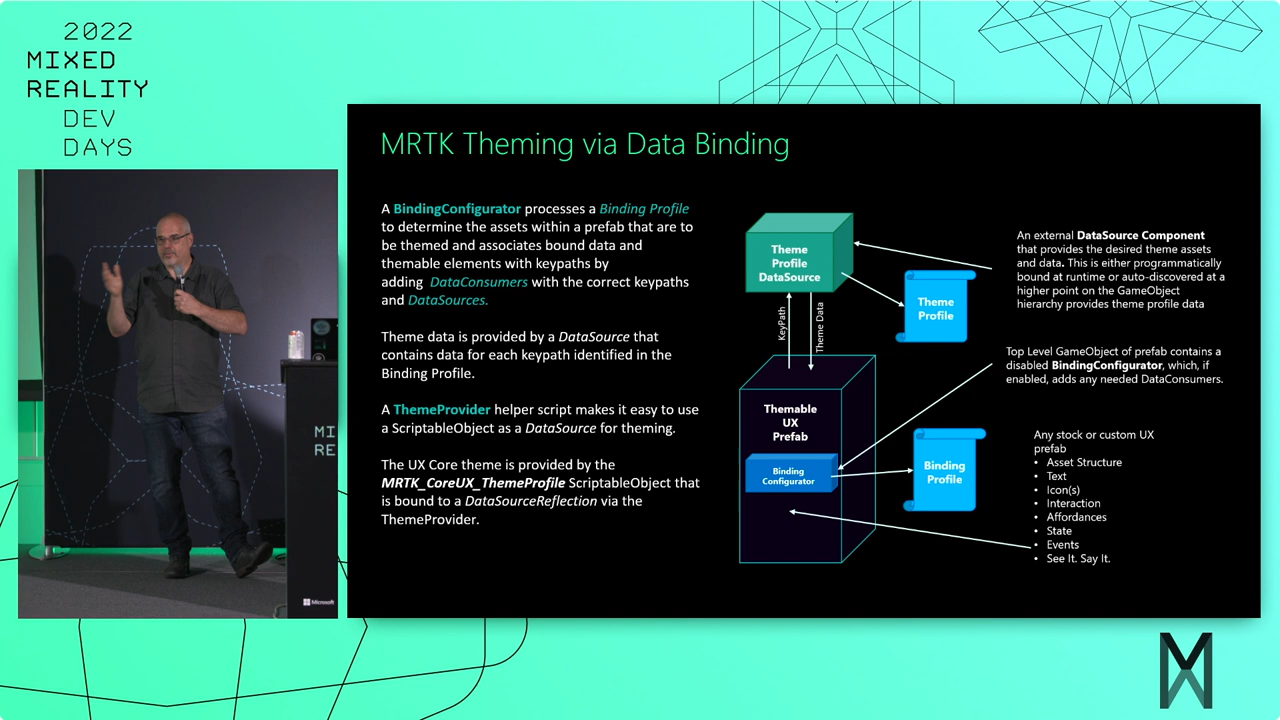 2022
MIXED
REALITY
DEV
DAYS
MRTK Theming via Data Binding
A BindingConfigurator processes a Binding Profile
to determine the assets within a prefab that are to
be themed and associates bound data and
themable elements with keypaths by
adding DataConsumers with the correct keypaths
and DataSources.
Theme data is provided by a DataSource that
contains data for each keypath identified in the
Binding Profile.
A ThemeProvider helper script makes it easy to use
a ScriptableObject as a DataSource for theming.
The UX Core theme is provided by the
MRTK_CoreUX_ThemeProfile ScriptableObject that
is bound to a DataSourceReflection via the
ThemeProvider.
Theme
Profile
DataSource
Theme
Profile
KeyPath
Theme Data
Themable
UX
Prefab
Binding
Configurator
Binding
Profile
An external DataSource Component
that provides the desired theme assets
and data. This is either programmatically
bound at runtime or auto-discovered at a
higher point on the GameObject
hierarchy provides theme profile data
Top Level GameObject of prefab contains a
disabled BindingConfigurator, which, if
enabled, adds any needed DataConsumers.
Any stock or custom UX
prefab
• Asset Structure
• Text
• Icon(s)
• Interaction
• Affordances
• State
• Events
• See It. Say It.
MI
RE
Microsoft